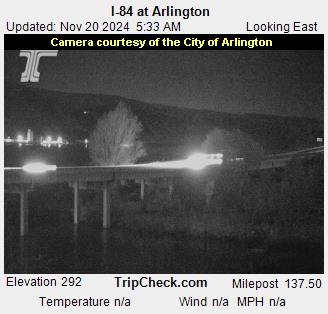 I-84 at Arlington
Updated: Nov 20 2024 5:33 AM Looking East
Camera courtesy of the City of Arlington
Elevation 292 TripCheck.com Milepost 137.50
Temperature n/a Wind n/a MPH n/a